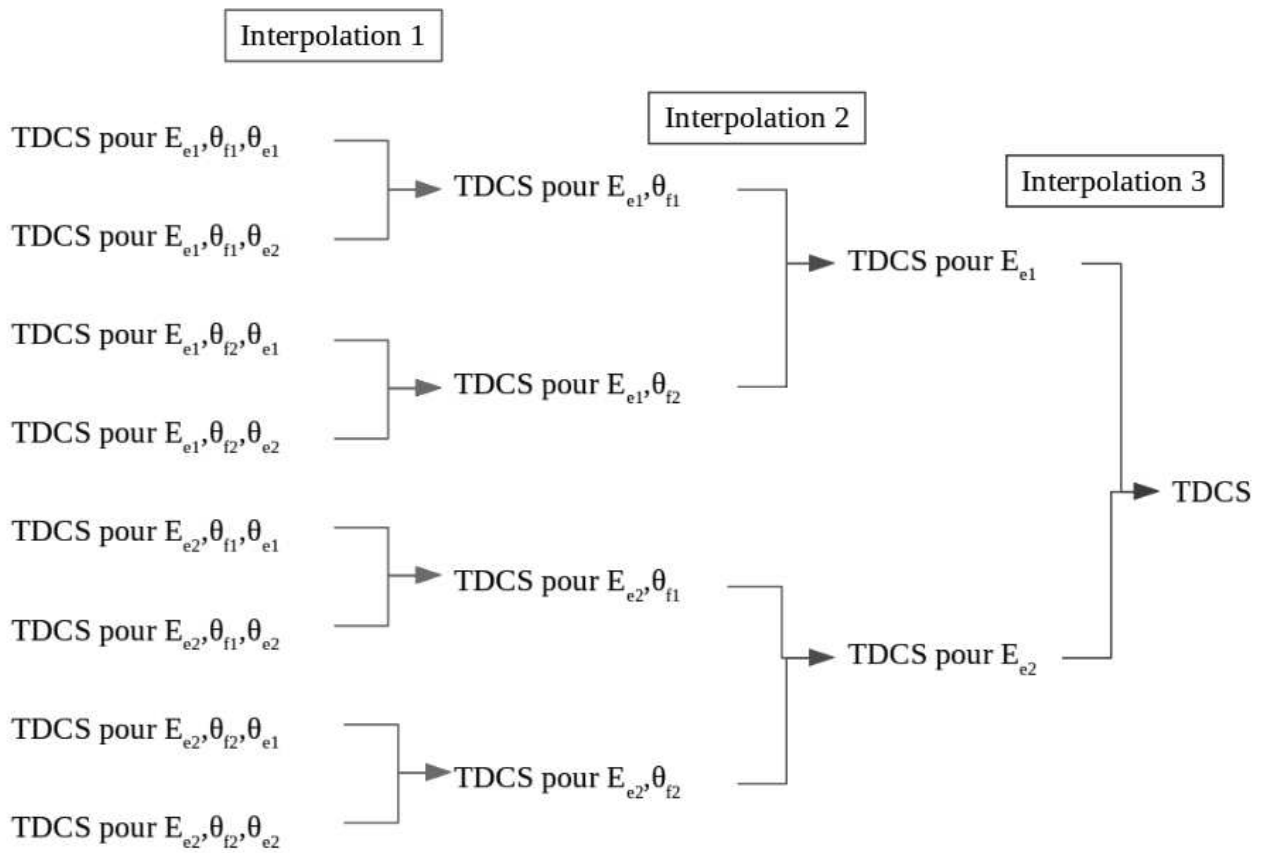 Interpolation 1
Interpolation 2
Interpolation 3
TDCS pour Ee1,θf1,θe1
TDCS pour Ee1,θf1,θe2
TDCS pour Ee1,θf2,θe1
TDCS pour Ee1,θf2,θe2
TDCS pour Ee2,θf1,θe1
TDCS pour Ee2,θf1,θe2
TDCS pour Ee2,θf2,θe1
TDCS pour Ee2,θf2,θe2
TDCS pour Ee1,θf1
TDCS pour Ee1,θf2
TDCS pour Ee2,θf1
TDCS pour Ee2,θf2
TDCS pour Ee1
TDCS pour Ee2
TDCS